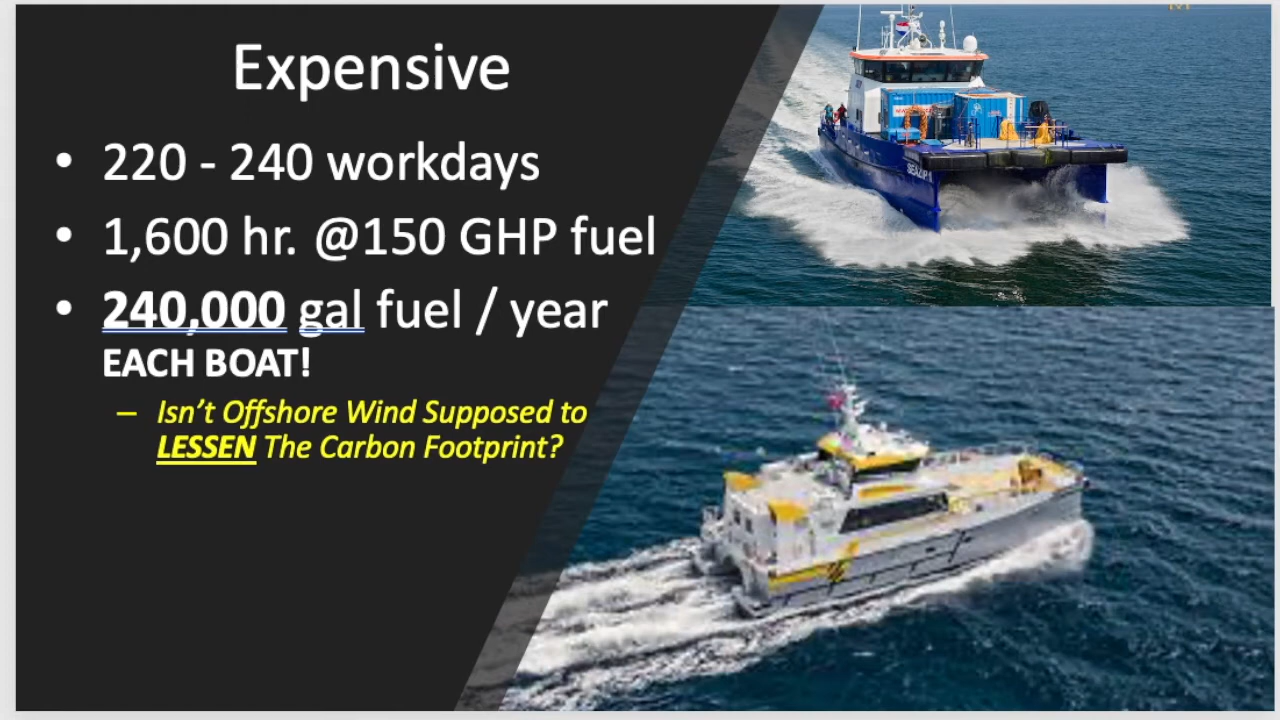 Expensive
• 220 - 240 workdays
• 1,600 hr. @150 GHP fuel
• 240,000 gal fuel / year
EACH BOAT!
– Isn't Offshore Wind Supposed to
LESSEN The Carbon Footprint?